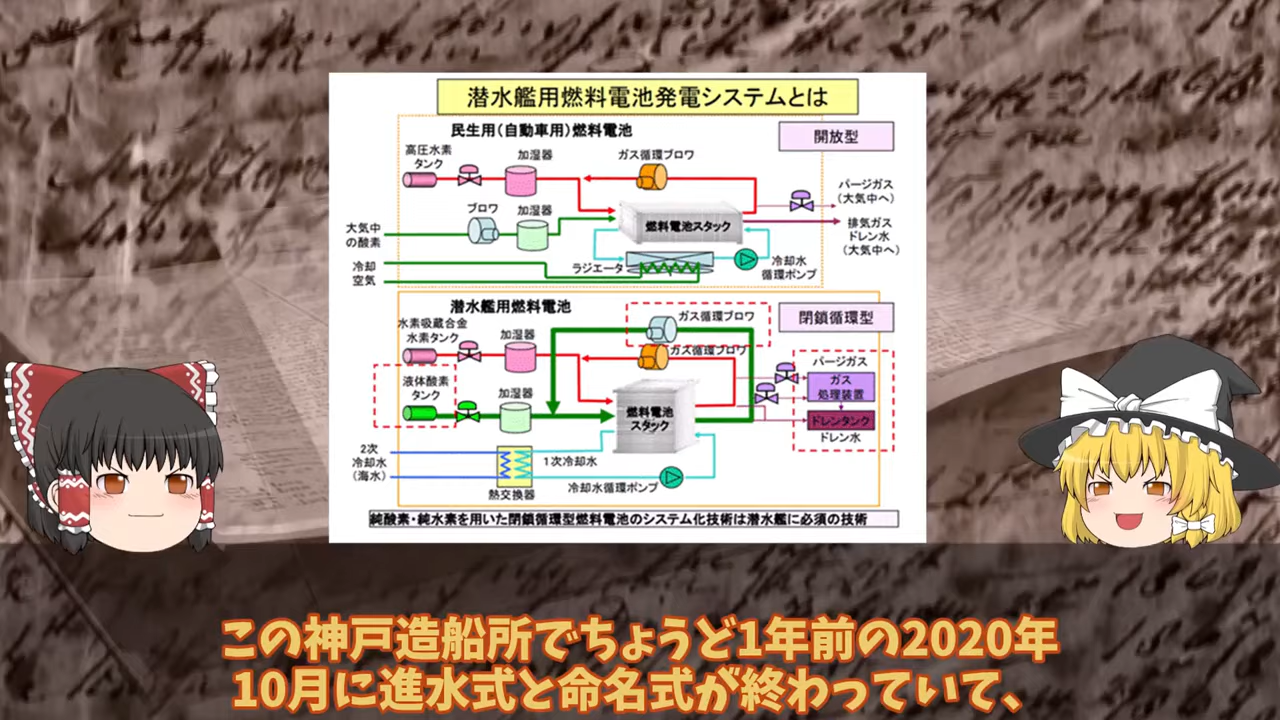 潜水艦用燃料電池発電システムとは
民生用(自動車用)燃料電池
開放型
高圧水素
タンク
加湿器
ガス循環ブロワ
パージガス
(大気中へ)
ブロワ
加湿器
大気中
の酸素
燃料電池スタック
排気ガス
ドレン水
(大気中へ)
冷却
空気
ラジエータ
冷却水
循環ポンプ
潜水艦用燃料電池
閉鎖循環型
水素吸蔵合金
水素タンク
加湿器
ガス循環ブロワ
ガス循環ブロワ
パージガス
ガス
処理装置
液体酸素
タンク
加湿器
燃料電池
スタック
ドレンタンク
ドレン水
2次
冷却水
(海水)
1次冷却水
熱交換器
冷却水循環ポンプ
純酸素・純水素を用いた閉鎖循環型燃料電池のシステム化技術は潜水艦に必須の技術
この神戸造船所でちょうど1年前の2020年
10月に進水式と命名式が終わっていて、